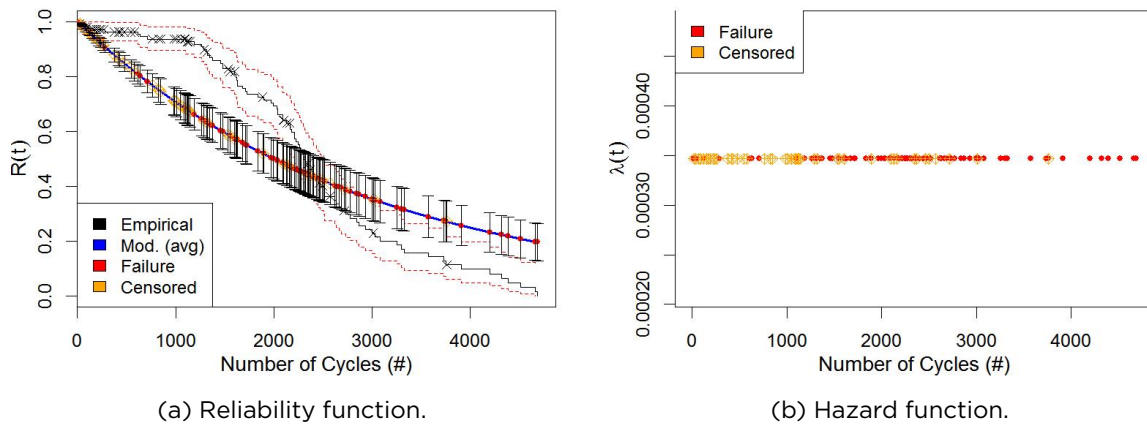 1.0
0.8
0.6
0.4
0.2
0.0
R(t)
Empirical
Mod. (avg)
Failure
Censored
0 1000 2000 3000 4000
Number of Cycles (#)
(a) Reliability function.
Failure
Censored
0.00040
0.00030
0.00020
λ(t)
0 1000 2000 3000 4000
Number of Cycles (#)
(b) Hazard function.